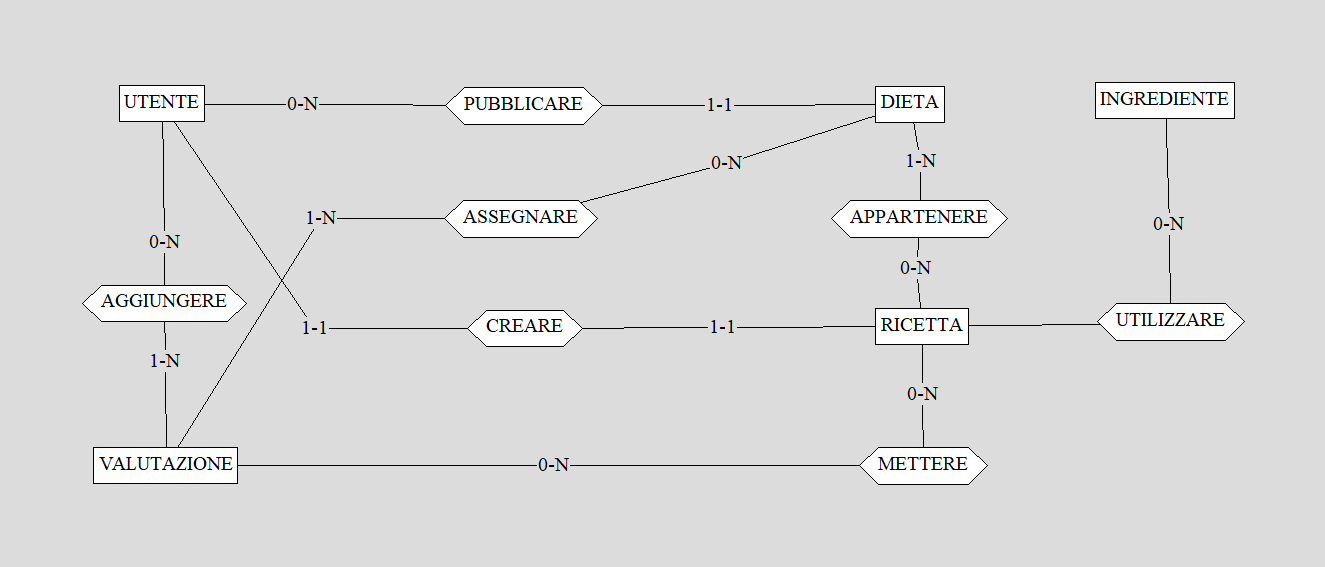 UTENTE 0-N PUBBLICARE 1-1 DIETA INGREDIENTE
0-N 1-N
1-N ASSEGNARE APPARTENERE 0-N
0-N 0-N
AGGIUNGERE UTILIZZARE
1-1 CREARE 1-1 RICETTA
1-N 0-N
VALUTAZIONE 0-N METTERE